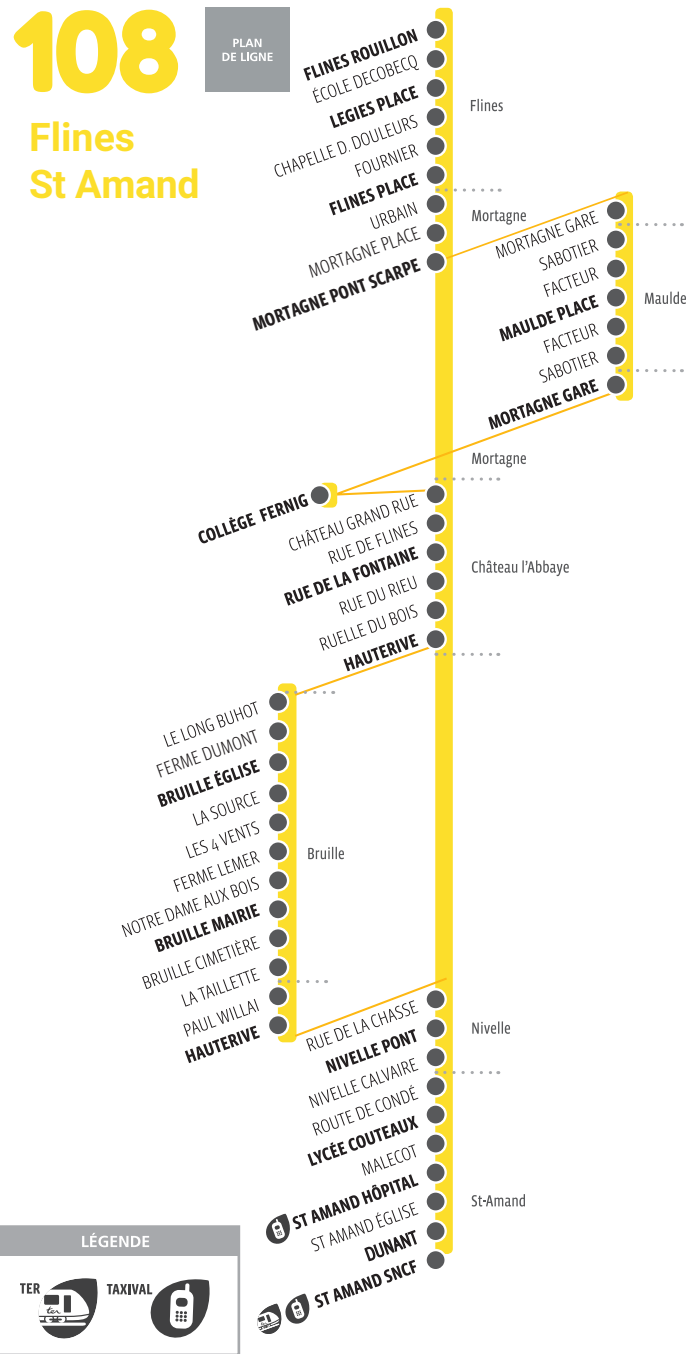 108
PLAN
DE LIGNE
Flines
St Amand
FLINES ROUILLON
ÉCOLE DECOBECQ
LEGIES PLACE
CHAPELLE D. DOULEURS
FOURNIER
FLINES PLACE
URBAIN
MORTAGNE PLACE
MORTAGNE PONT SCARPE
Flines
Mortagne
MORTAGNE GARE
SABOTIER
FACTEUR
MAULDE PLACE
FACTEUR
SABOTIER
MORTAGNE GARE
Maulde
Mortagne
COLLÈGE FERNIG
CHÂTEAU GRAND RUE
RUE DE FLINES
RUE DE LA FONTAINE
RUE DU RIEU
RUELLE DU BOIS
HAUTERIVE
Château l'Abbaye
LE LONG BUHOT
FERME DUMONT
BRUILLE ÉGLISE
LA SOURCE
LES 4 VENTS
FERME LEMER
NOTRE DAME AUX BOIS
BRUILLE MAIRIE
BRUILLE CIMETIÈRE
LA TAILLETTE
PAUL WILLAI
HAUTERIVE
Bruille
RUE DE LA CHASSE
NIVELLE PONT
NIVELLE CALVAIRE
ROUTE DE CONDÉ
LYCÉE COUTEAUX
MALECOT
ST AMAND HÔPITAL
ST AMAND ÉGLISE
DUNANT
ST AMAND SNCF
Nivelle
St-Amand
LÉGENDE
TER
ter
TAXIVAL